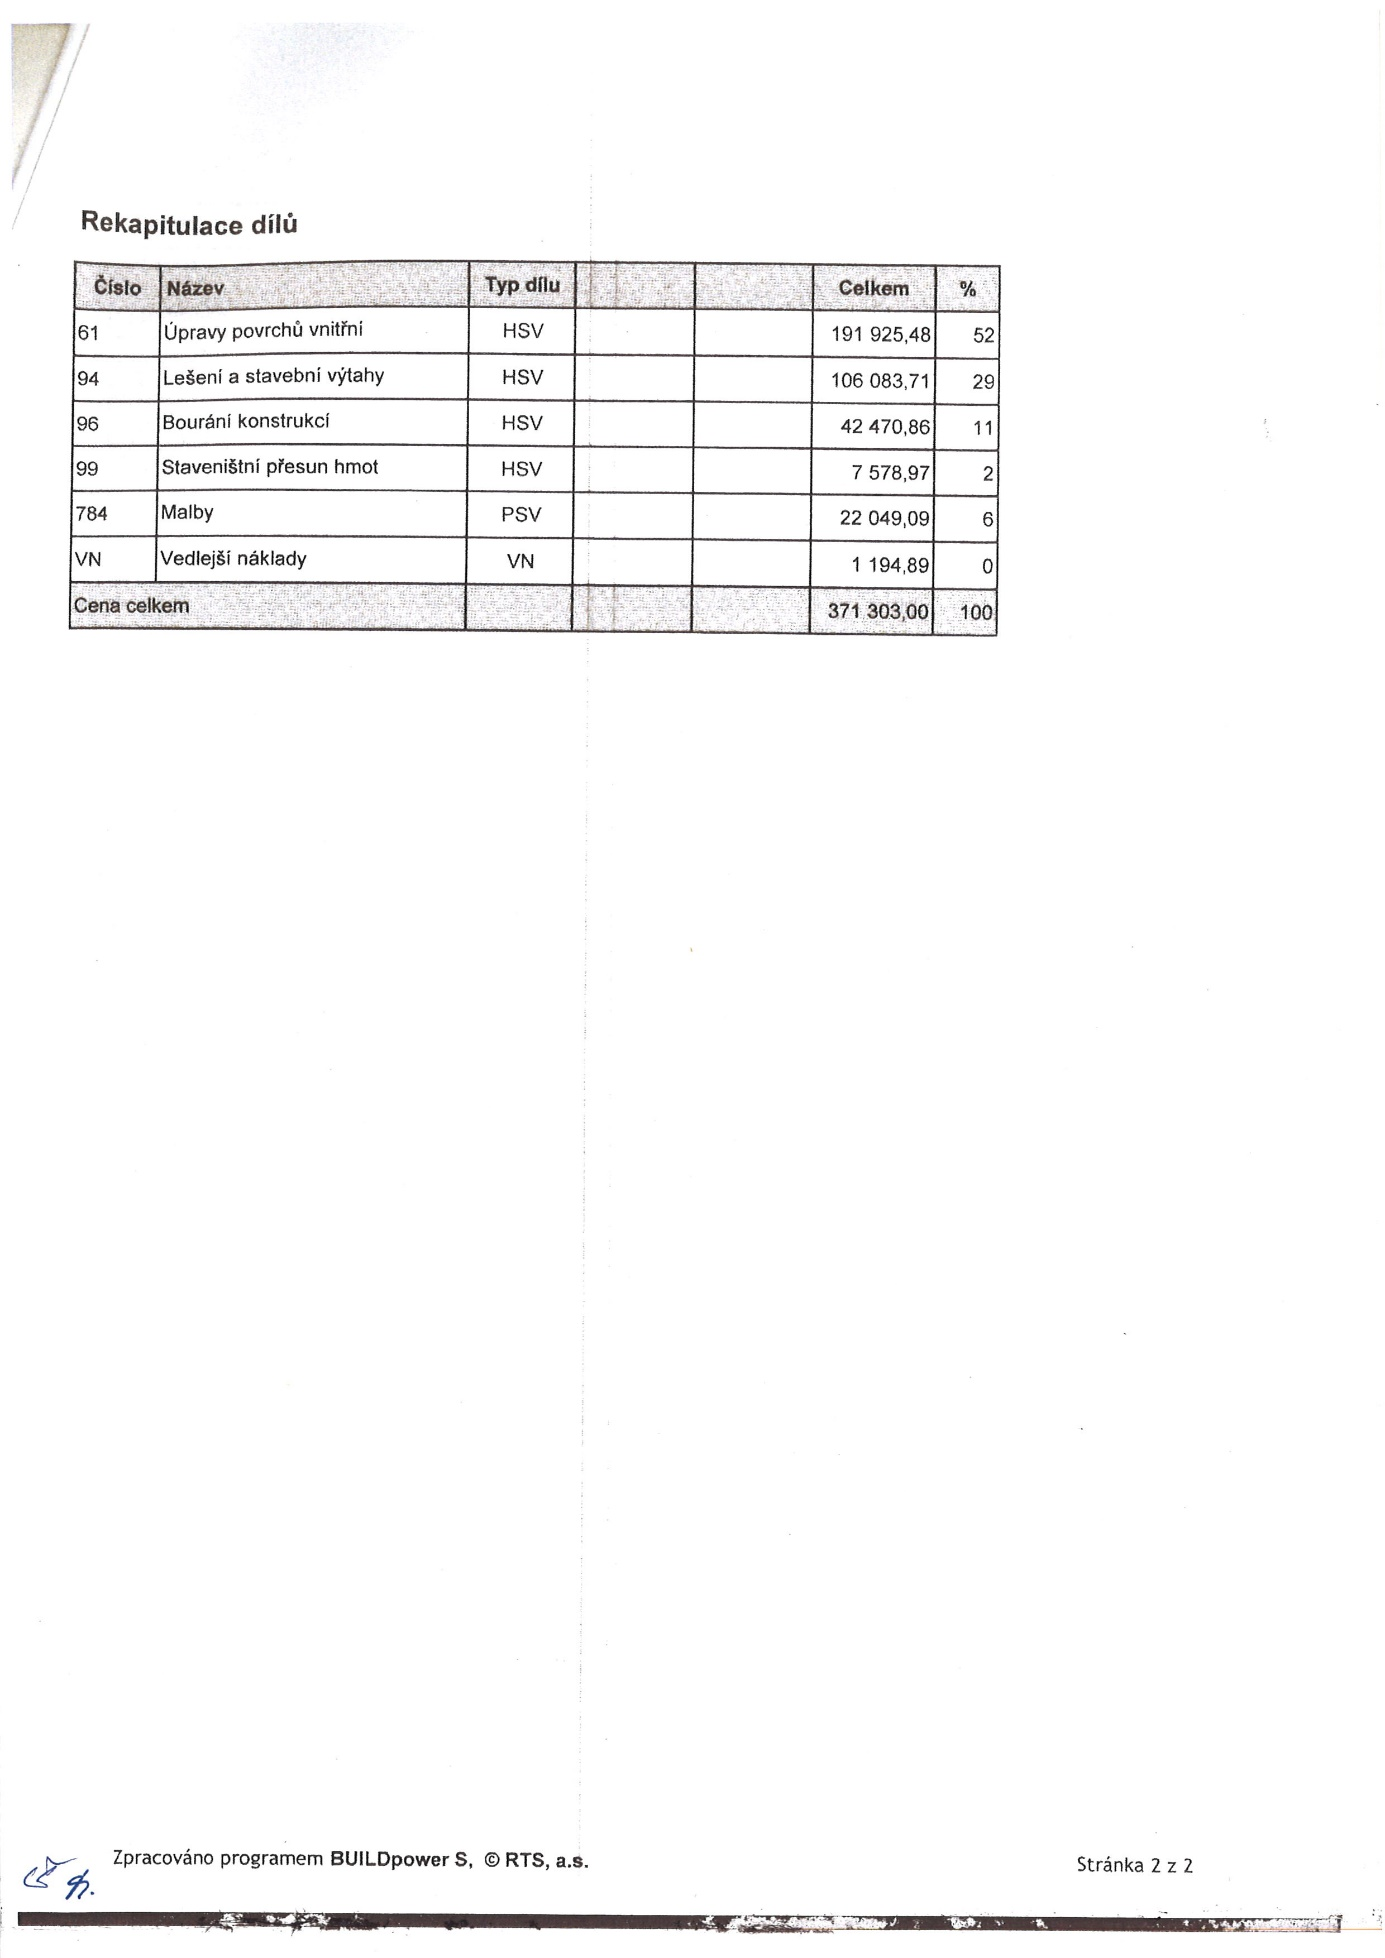 Rekapitulace dílů
Číslo Název Typ dílu Celkem %
61 Úpravy povrchů vnitřní HSV 191 925,48 52
94 Lešení a stavební výtahy HSV 106 083,71 29
96 Bourání konstrukcí HSV 42 470,86 11
99 Staveništní přesun hmot HSV 7 578,97 2
784 Malby PSV 22 049,09 6
VN Vedlejší náklady VN 1 194,89 0
Cena celkem 371 303,00 100
Zpracováno programem BUILDpower S, © RTS, a.s. Stránka 2 z 2